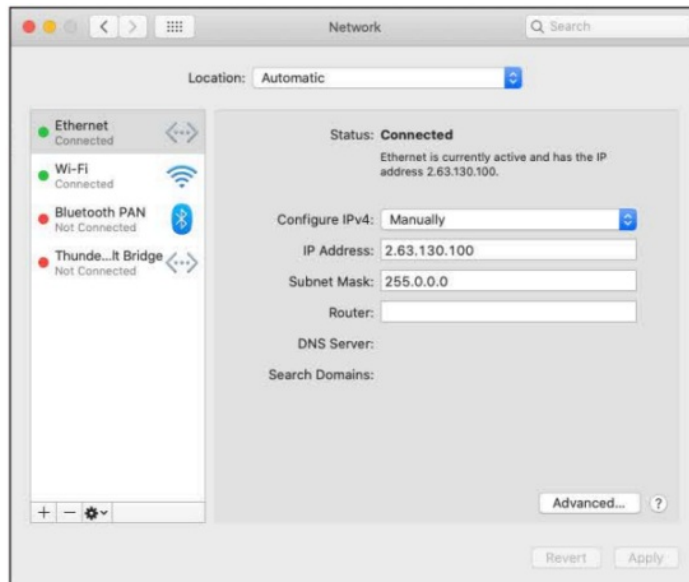 Network
Search
Location: Automatic
Ethernet
Connected
Wi-Fi
Connected
Bluetooth PAN
Not Connected
Thunde...lt Bridge
Not Connected
Status: Connected
Ethernet is currently active and has the IP
address 2.63.130.100.
Configure IPv4: Manually
IP Address: 2.63.130.100
Subnet Mask: 255.0.0.0
Router:
DNS Server:
Search Domains:
Advanced... ?
Revert Apply